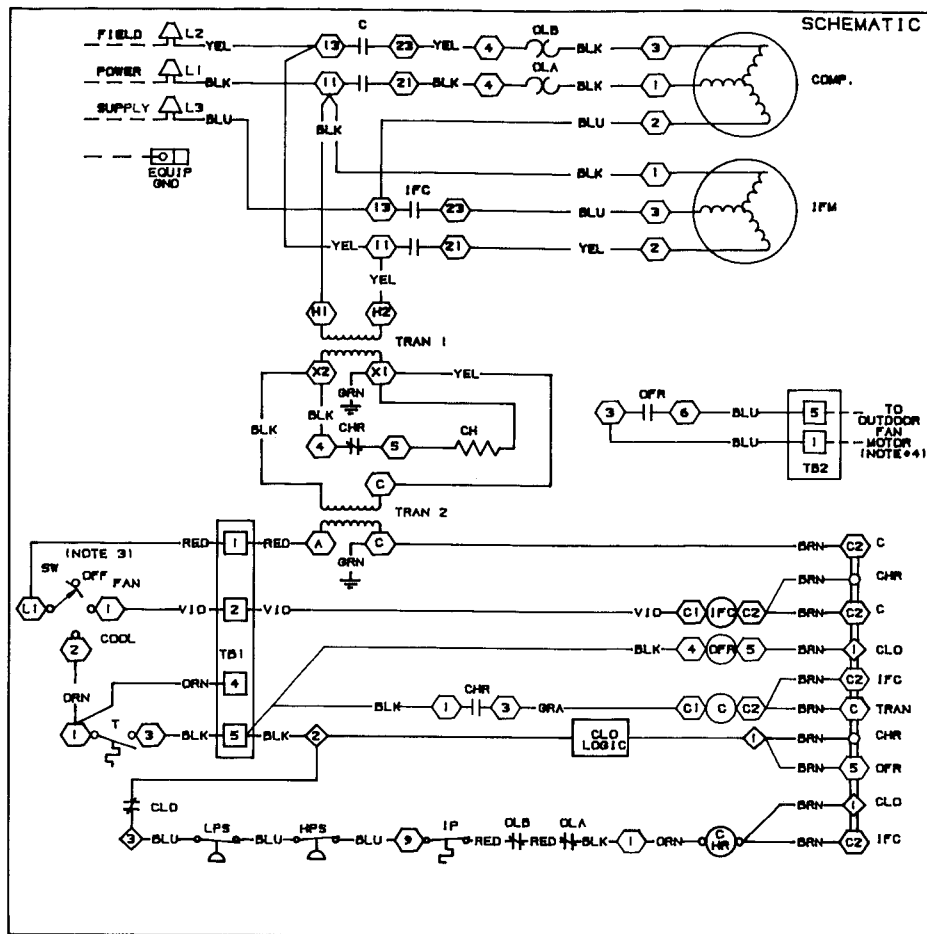 SCHEMATIC
FIELD L2 YEL 13 C 23 YEL 4 OLB BLK 3
POWER L1 BLK 11 21 BLK 4 OLA BLK 1 COMP.
SUPPLY L3 BLU BLK BLU 2
EQUIP
GND
BLK 1
13 IFC 23 BLU 3 IFM
YEL 11 21 YEL 2
YEL
H1 H2
TRAN 1
X2 X1 YEL
GRN
BLK BLK
4 CHR 5 CH
C
TRAN 2
3 OFR 6 BLU 5 TO
OUTDOOR
FAN
BLU 1 MOTOR
(NOTE*4)
TB2
RED 1 RED A C BRN C2 C
GRN
(NOTE 3)
SW OFF FAN
BRN CHR
L1 1 VIO 2 VIO VIO C1 IFC C2 BRN C2 C
2 COOL
TB1
BLK 4 OFR 5 BRN 1 CLO
ORN ORN 4
BRN C2 IFC
BLK 1 CHR 3 GRA C1 C C2 BRN C TRAN
1 T 3 BLK 5 BLK 2 CLO
LOGIC 1 BRN CHR
BRN 5 OFR
CLO
BRN 1 CLO
3 BLU LPS BLU HPS BLU 9 IP RED OLB RED OLA BLK 1 ORN C
HR BRN C2 IFC